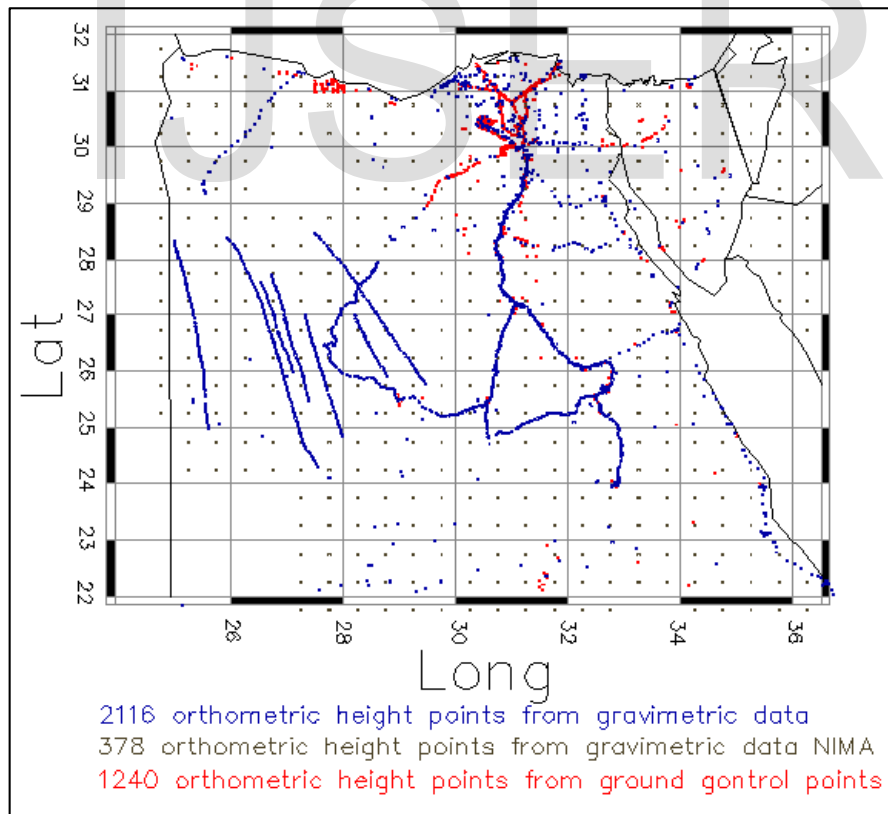 IJSER
32
31
30
29
28
27
26
25
24
23
22
Lat
26 28 30 32 34 36
Long
2116 orthometric height points from gravimetric data
378 orthometric height points from gravimetric data NIMA
1240 orthometric height points from ground gontrol points